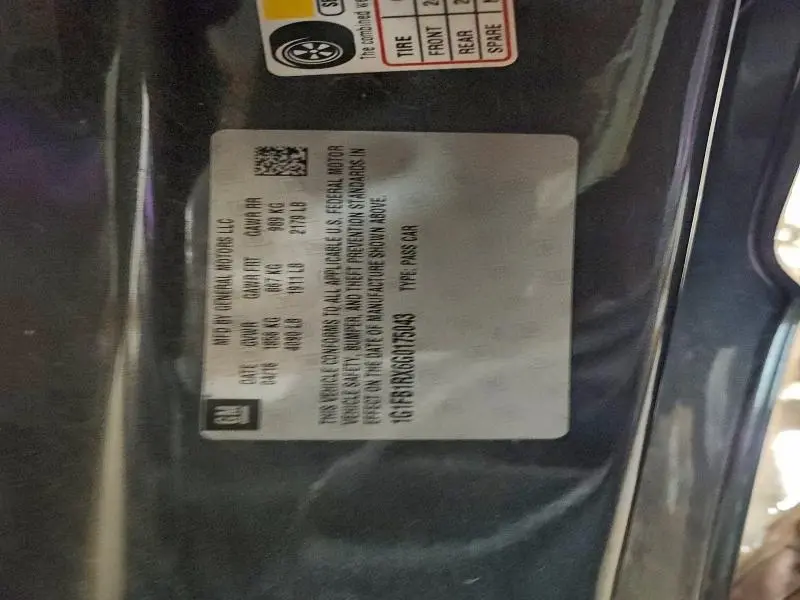 The combined we
TIRE
FRONT
REAR
SPARE
GM
MFD BY GENERAL MOTORS LLC
DATE GVWR GAWR FRT GAWR RR
04/16 1856 KG 867 KG 989 KG
4090 LB 1911 LB 2179 LB
THIS VEHICLE CONFORMS TO ALL APPLICABLE U.S. FEDERAL MOTOR
VEHICLE SAFETY, BUMPER, AND THEFT PREVENTION STANDARDS IN
EFFECT ON THE DATE OF MANUFACTURE SHOWN ABOVE
1G1FB1RX6G0175043 TYPE: PASS CAR